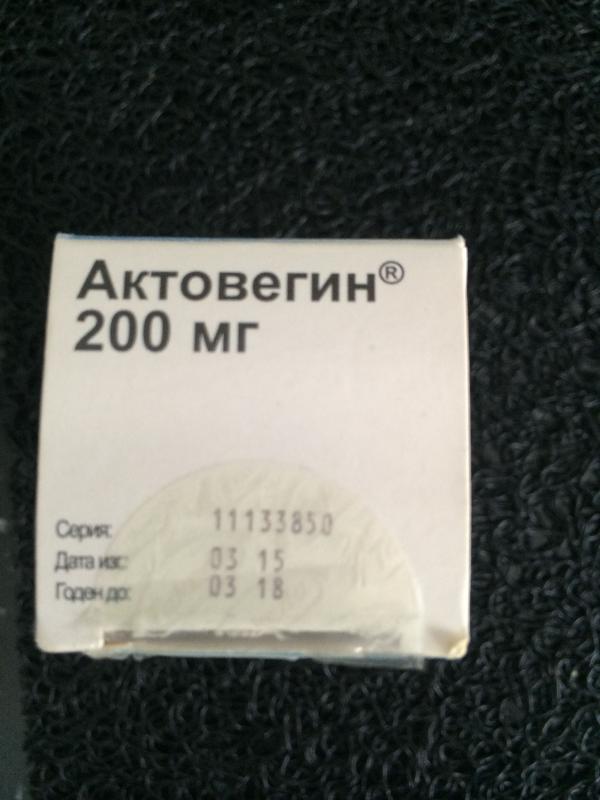 Актовегин®
200 мг
Серия: 11133850
Дата изг.: 03 15
Годен до: 03 18